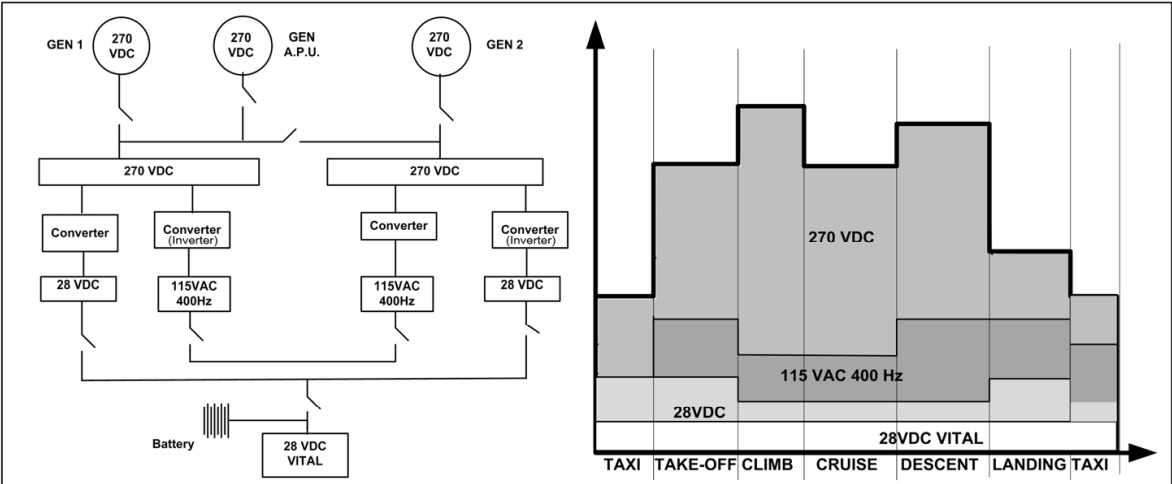 GEN 1
270
VDC
270
VDC
GEN
A.P.U.
270
VDC
GEN 2
270 VDC
270 VDC
Converter
Converter
(Inverter)
Converter
Converter
(Inverter)
28 VDC
115VAC
400Hz
115VAC
400Hz
28 VDC
Battery
28 VDC
VITAL
270 VDC
115 VAC 400 Hz
28VDC
28VDC VITAL
TAXI TAKE-OFF CLIMB CRUISE DESCENT LANDING TAXI